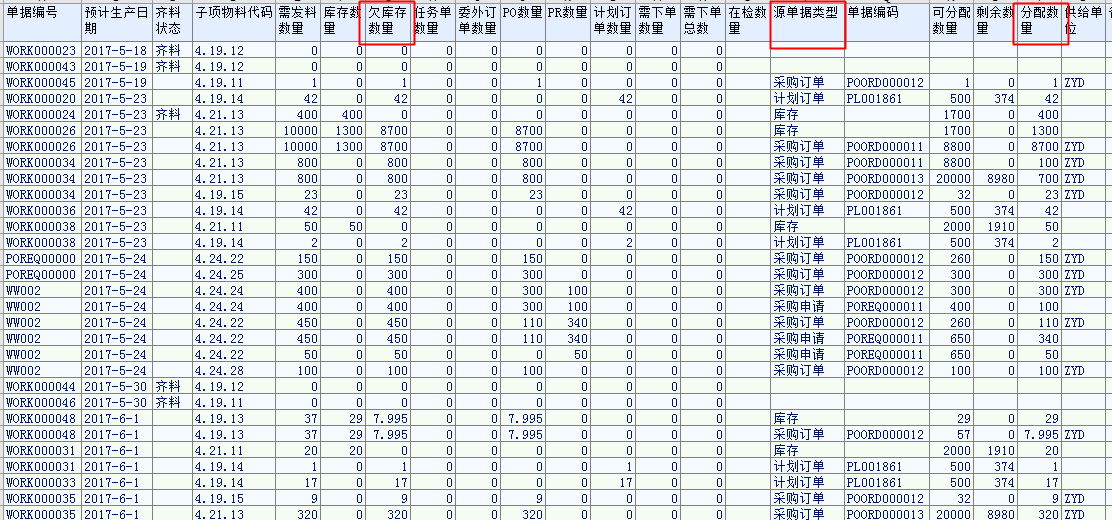 单据编号 预计生产日期 齐料状态 子项物料代码 需发料数量 库存数量 欠库存数量 任务单数量 委外订单数量 PO数量 PR数量 计划订单数量 需下单数量 需下单总数 在检数量 源单据类型 单据编码 可分配数量 剩余数量 分配数量 供给单位
WORK000023 2017-5-18 齐料 4.19.12 0 0 0 0 0 0 0 0 0 0 0
WORK000043 2017-5-19 齐料 4.19.12 0 0 0 0 0 0 0 0 0 0 0
WORK000045 2017-5-19 4.19.11 1 0 1 0 0 1 0 0 0 0 0 采购订单 POORD000012 1 0 1 ZYD
WORK000020 2017-5-23 4.19.14 42 0 42 0 0 0 0 42 0 0 0 计划订单 PL001861 500 374 42
WORK000024 2017-5-23 齐料 4.21.13 400 400 0 0 0 0 0 0 0 0 0 库存 1700 0 400
WORK000026 2017-5-23 4.21.13 10000 1300 8700 0 0 8700 0 0 0 0 0 库存 1700 0 1300
WORK000026 2017-5-23 4.21.13 10000 1300 8700 0 0 8700 0 0 0 0 0 采购订单 POORD000011 8800 0 8700 ZYD
WORK000034 2017-5-23 4.21.13 800 0 800 0 0 800 0 0 0 0 0 采购订单 POORD000011 8800 0 100 ZYD
WORK000034 2017-5-23 4.21.13 800 0 800 0 0 800 0 0 0 0 0 采购订单 POORD000013 20000 8980 700 ZYD
WORK000034 2017-5-23 4.19.15 23 0 23 0 0 23 0 0 0 0 0 采购订单 POORD000012 32 0 23 ZYD
WORK000036 2017-5-23 4.19.14 42 0 42 0 0 0 0 42 0 0 0 计划订单 PL001861 500 374 42
WORK000038 2017-5-23 4.21.11 50 50 0 0 0 0 0 0 0 0 0 库存 2000 1910 50
WORK000038 2017-5-23 4.19.14 2 0 2 0 0 0 0 2 0 0 0 计划订单 PL001861 500 374 2
POREQ00000 2017-5-24 4.24.22 150 0 150 0 0 150 0 0 0 0 0 采购订单 POORD000012 260 0 150 ZYD
POREQ00000 2017-5-24 4.24.25 300 0 300 0 0 300 0 0 0 0 0 采购订单 POORD000012 300 0 300 ZYD
WW002 2017-5-24 4.24.24 400 0 400 0 0 300 100 0 0 0 0 采购订单 POORD000012 300 0 300 ZYD
WW002 2017-5-24 4.24.24 400 0 400 0 0 300 100 0 0 0 0 采购申请 POREQ000011 400 0 100
WW002 2017-5-24 4.24.22 450 0 450 0 0 110 340 0 0 0 0 采购订单 POORD000012 260 0 110 ZYD
WW002 2017-5-24 4.24.22 450 0 450 0 0 110 340 0 0 0 0 采购申请 POREQ000011 650 0 340
WW002 2017-5-24 4.24.22 50 0 50 0 0 0 50 0 0 0 0 采购申请 POREQ000011 650 0 50
WW002 2017-5-24 4.24.28 100 0 100 0 0 100 0 0 0 0 0 采购订单 POORD000012 100 0 100 ZYD
WORK000044 2017-5-30 齐料 4.19.12 0 0 0 0 0 0 0 0 0 0 0
WORK000046 2017-5-30 齐料 4.19.11 0 0 0 0 0 0 0 0 0 0 0
WORK000048 2017-6-1 4.19.13 37 29 7.995 0 0 7.995 0 0 0 0 0 库存 29 0 29
WORK000048 2017-6-1 4.19.13 37 29 7.995 0 0 7.995 0 0 0 0 0 采购订单 POORD000012 57 0 7.995 ZYD
WORK000031 2017-6-1 4.21.11 20 20 0 0 0 0 0 0 0 0 0 库存 2000 1910 20
WORK000031 2017-6-1 4.19.14 1 0 1 0 0 0 0 1 0 0 0 计划订单 PL001861 500 374 1
WORK000033 2017-6-1 4.19.14 17 0 17 0 0 0 0 17 0 0 0 计划订单 PL001861 500 374 17
WORK000035 2017-6-1 4.19.15 9 0 9 0 0 9 0 0 0 0 0 采购订单 POORD000012 32 0 9 ZYD
WORK000035 2017-6-1 4.21.13 320 0 320 0 0 320 0 0 0 0 0 采购订单 POORD000013 20000 8980 320 ZYD